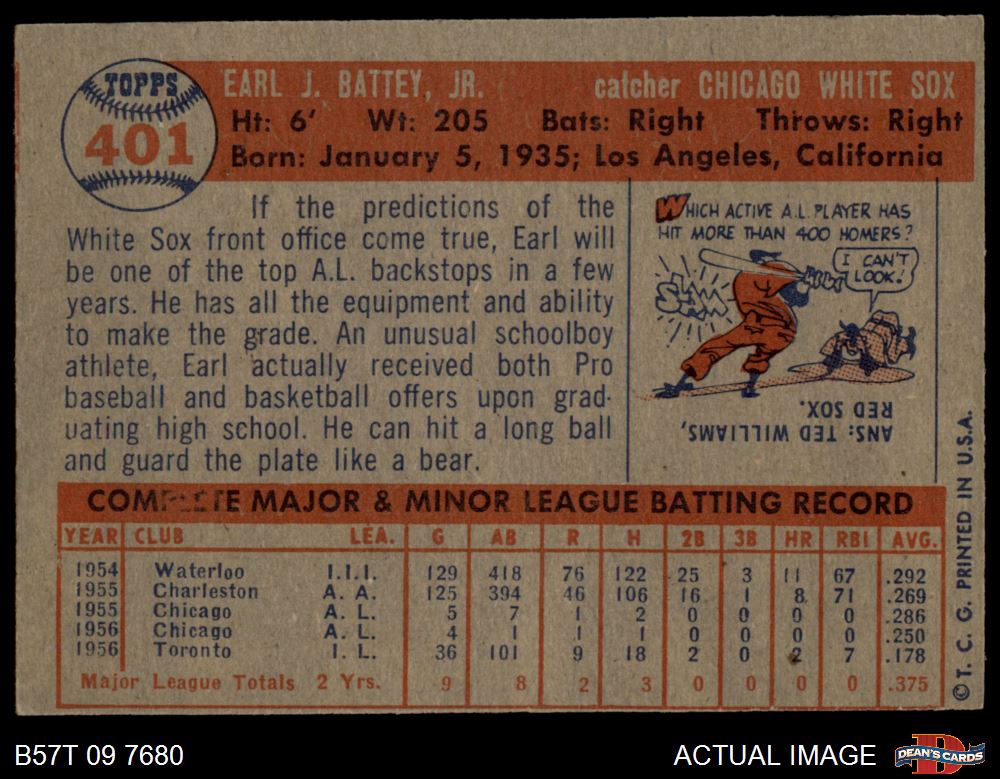 TOPPS
401
EARL J. BATTEY, JR. catcher CHICAGO WHITE SOX
Ht: 6' Wt: 205 Bats: Right Throws: Right
Born: January 5, 1935; Los Angeles, California
If the predictions of the
White Sox front office come true, Earl will
be one of the top A.L. backstops in a few
years. He has all the equipment and ability
to make the grade. An unusual schoolboy
athlete, Earl actually received both Pro
baseball and basketball offers upon grad-
uating high school. He can hit a long ball
and guard the plate like a bear.
WHICH ACTIVE A.L. PLAYER HAS
HIT MORE THAN 400 HOMERS?
I CAN'T
LOOK!
SLAM
ANS: TED WILLIAMS,
RED SOX.
COMPLETE MAJOR & MINOR LEAGUE BATTING RECORD
YEAR CLUB LEA. G AB R H 2B 3B HR RBI AVG.
1954 Waterloo I.I.I. 129 418 76 122 25 3 11 67 .292
1955 Charleston A. A. 125 394 46 106 16 1 8 71 .269
1955 Chicago A. L. 5 7 1 2 0 0 0 0 .286
1956 Chicago A. L. 4 1 1 1 0 0 0 0 .250
1956 Toronto I. L. 36 101 9 18 2 0 2 7 .178
Major League Totals 2 Yrs. 9 8 2 3 0 0 0 0 .375
© T. C. G. PRINTED IN U.S.A.
B57T 09 7680
ACTUAL IMAGE
DEAN'S CARDS